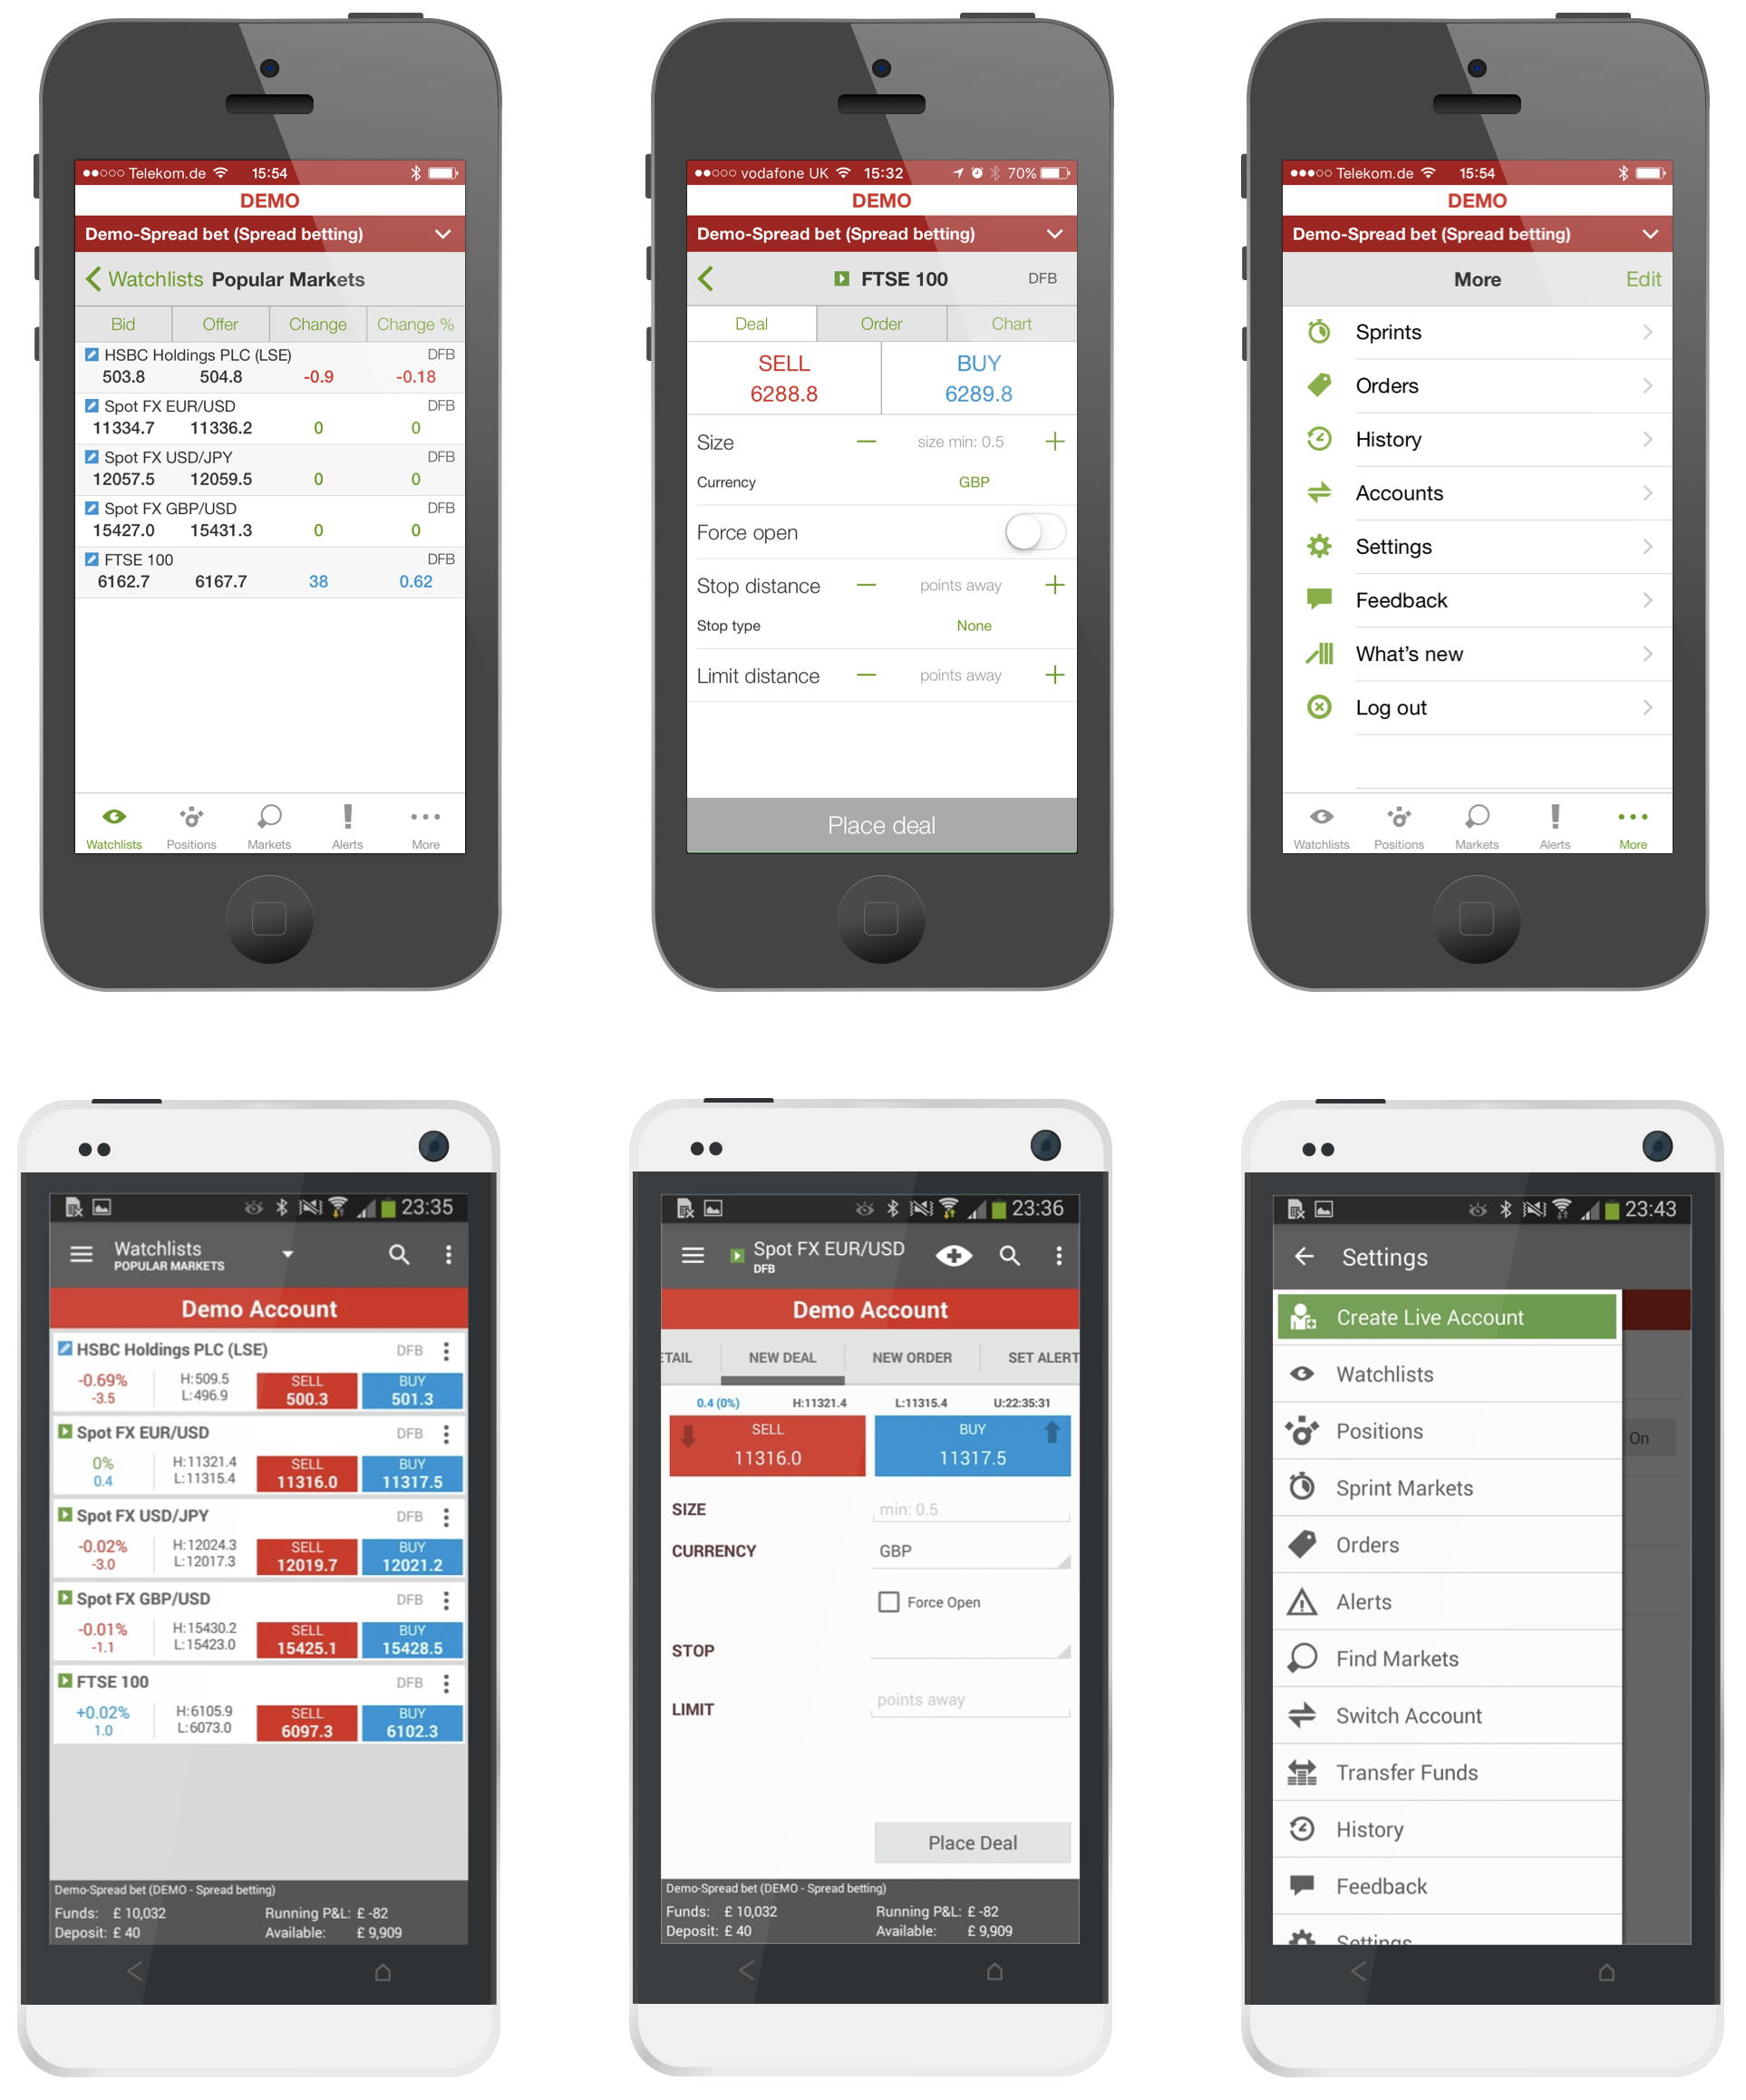 Telekom.de 15:54
DEMO
Demo-Spread bet (Spread betting)
Watchlists Popular Markets
Bid Offer Change Change %
HSBC Holdings PLC (LSE) DFB
503.8 504.8 -0.9 -0.18
Spot FX EUR/USD DFB
11334.7 11336.2 0 0
Spot FX USD/JPY DFB
12057.5 12059.5 0 0
Spot FX GBP/USD DFB
15427.0 15431.3 0 0
FTSE 100 DFB
6162.7 6167.7 38 0.62
Watchlists Positions Markets Alerts More
vodafone UK 15:32 70%
DEMO
Demo-Spread bet (Spread betting)
FTSE 100 DFB
Deal Order Chart
SELL BUY
6288.8 6289.8
Size size min: 0.5
Currency GBP
Force open
Stop distance points away
Stop type None
Limit distance points away
Place deal
Telekom.de 15:54
DEMO
Demo-Spread bet (Spread betting)
More Edit
Sprints
Orders
History
Accounts
Settings
Feedback
What's new
Log out
Watchlists Positions Markets Alerts More
23:35
Watchlists
POPULAR MARKETS
Demo Account
HSBC Holdings PLC (LSE) DFB
-0.69% H:509.5 SELL BUY
-3.5 L:496.9 500.3 501.3
Spot FX EUR/USD DFB
0% H:11321.4 SELL BUY
0.4 L:11315.4 11316.0 11317.5
Spot FX USD/JPY DFB
-0.02% H:12024.3 SELL BUY
-3.0 L:12017.3 12019.7 12021.2
Spot FX GBP/USD DFB
-0.01% H:15430.2 SELL BUY
-1.1 L:15423.0 15425.1 15428.5
FTSE 100 DFB
+0.02% H:6105.9 SELL BUY
1.0 L:6073.0 6097.3 6102.3
Demo-Spread bet (DEMO - Spread betting)
Funds: £ 10,032 Running P&L: £ -82
Deposit: £ 40 Available: £ 9,909
23:36
Spot FX EUR/USD
DFB
Demo Account
ETAIL NEW DEAL NEW ORDER SET ALERT
0.4 (0%) H:11321.4 L:11315.4 U:22:35:31
SELL BUY
11316.0 11317.5
SIZE min: 0.5
CURRENCY GBP
Force Open
STOP
LIMIT points away
Place Deal
Demo-Spread bet (DEMO - Spread betting)
Funds: £ 10,032 Running P&L: £ -82
Deposit: £ 40 Available: £ 9,909
23:43
Settings
Create Live Account
Watchlists
Positions
On
Sprint Markets
Orders
Alerts
Find Markets
Switch Account
Transfer Funds
History
Feedback
Settings